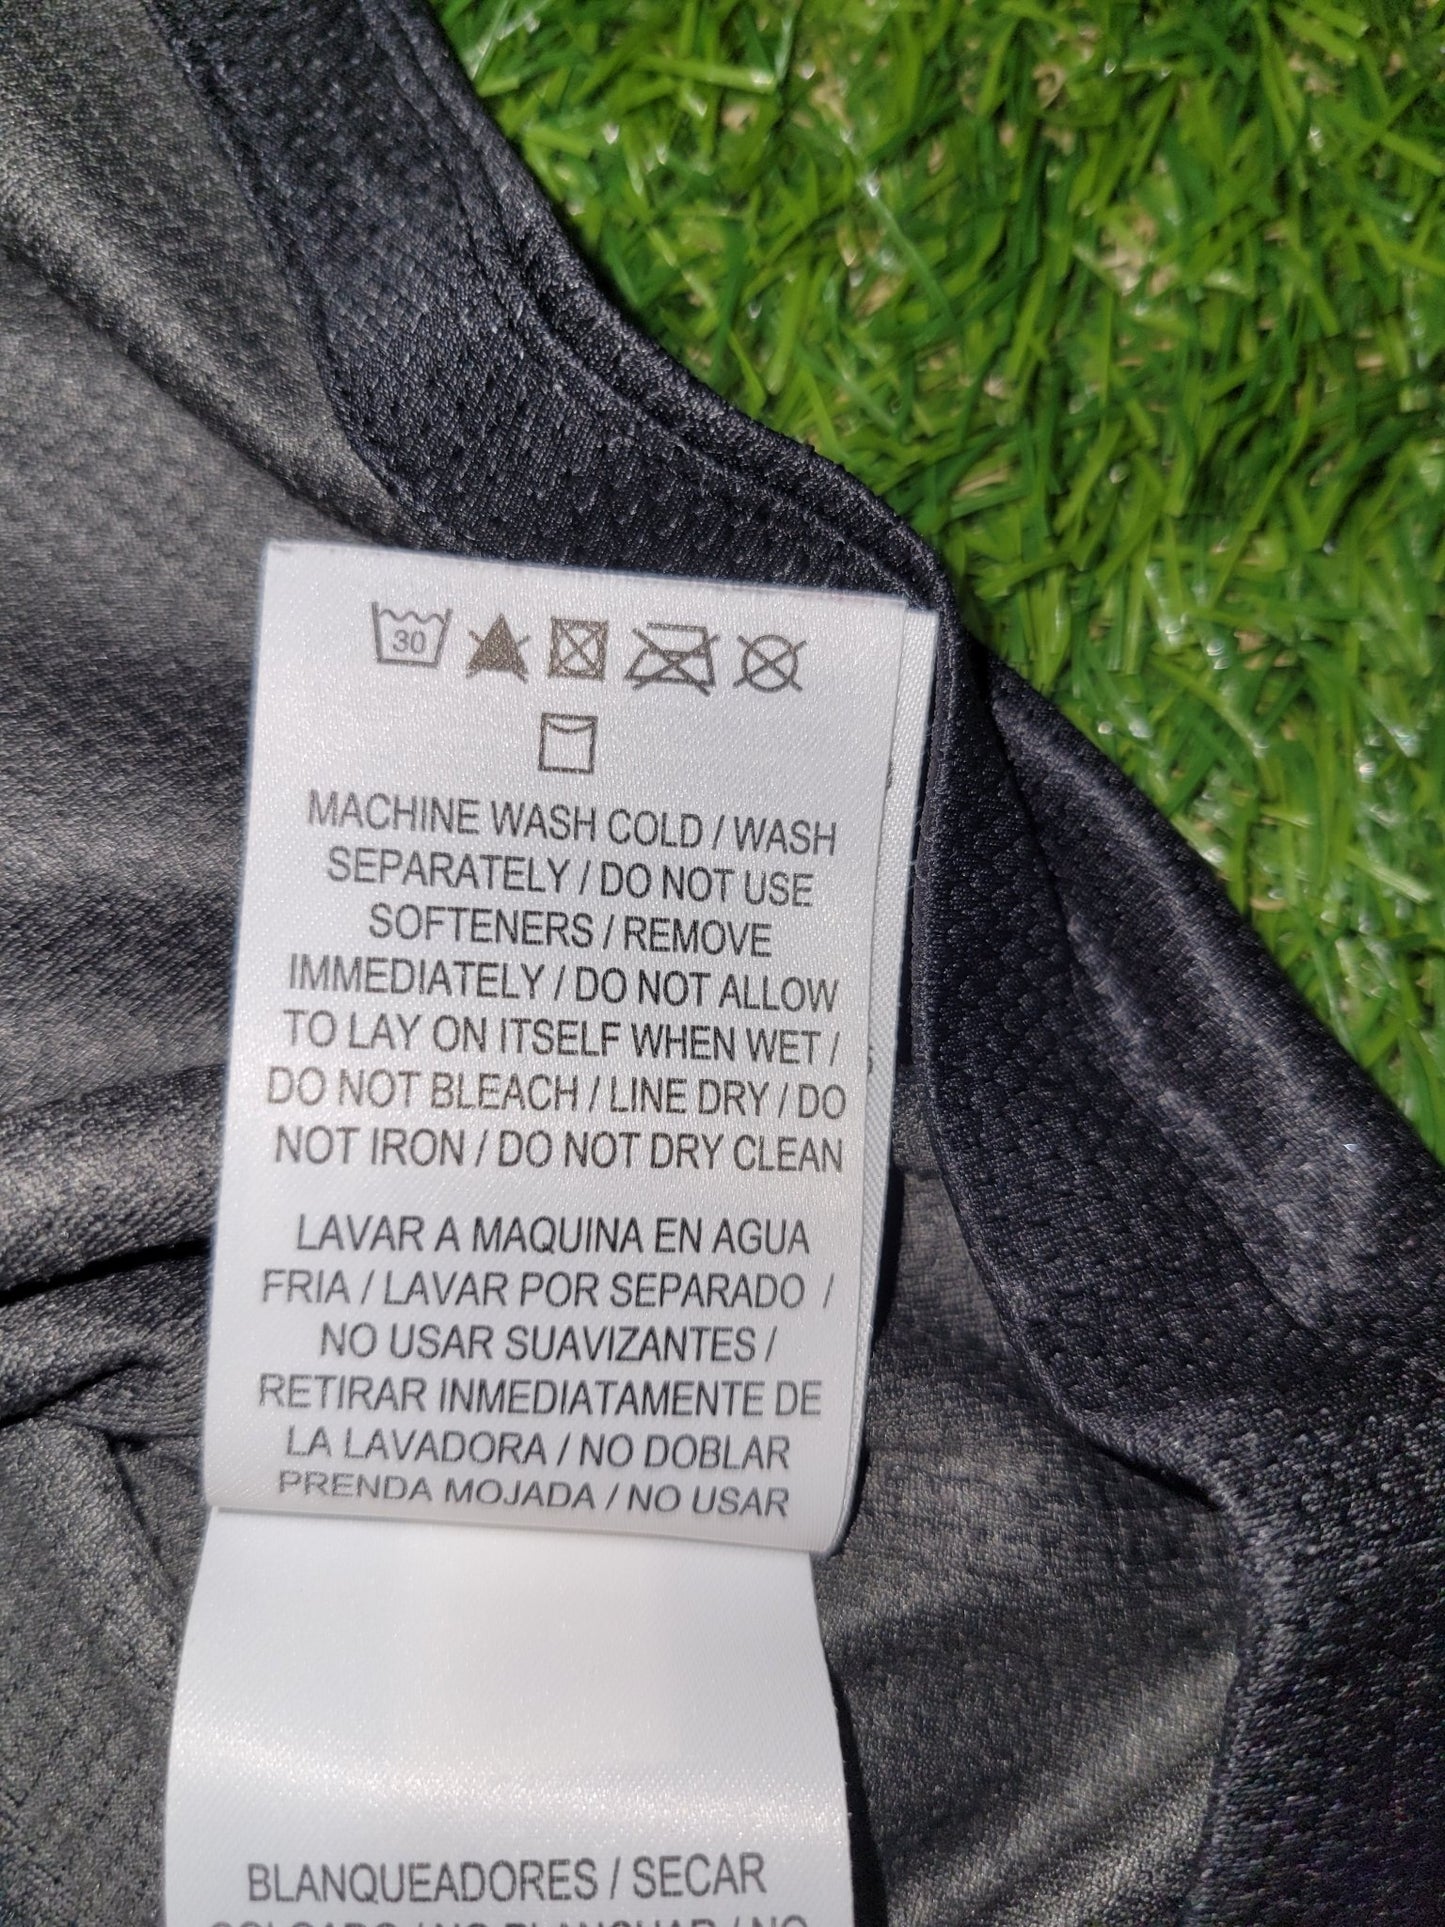 30
MACHINE WASH COLD / WASH
SEPARATELY / DO NOT USE
SOFTENERS / REMOVE
IMMEDIATELY / DO NOT ALLOW
TO LAY ON ITSELF WHEN WET /
DO NOT BLEACH / LINE DRY / DO
NOT IRON / DO NOT DRY CLEAN
LAVAR A MAQUINA EN AGUA
FRIA / LAVAR POR SEPARADO /
NO USAR SUAVIZANTES /
RETIRAR INMEDIATAMENTE DE
LA LAVADORA / NO DOBLAR
PRENDA MOJADA / NO USAR
BLANQUEADORES / SECAR